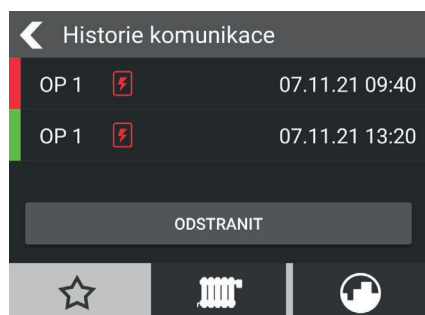 Historie komunikace
OP 1 07.11.21 09:40
OP 1 07.11.21 13:20
ODSTRANIT